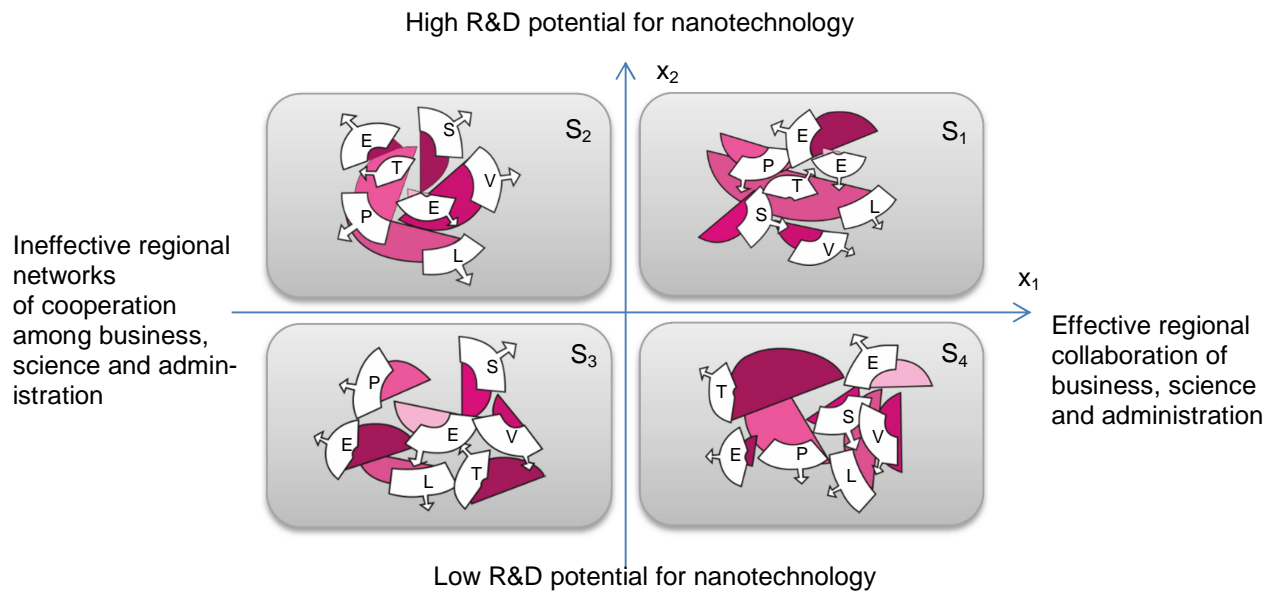 High R&D potential for nanotechnology
x2
S2
E
S
T
V
E
P
L
S1
E
P
E
T
S
L
V
Ineffective regional
networks
of cooperation
among business,
science and admin-
istration
x1
Effective regional
collaboration of
business, science
and administration
S3
P
S
E
E
V
L
T
S4
E
T
S
V
E
P
L
Low R&D potential for nanotechnology